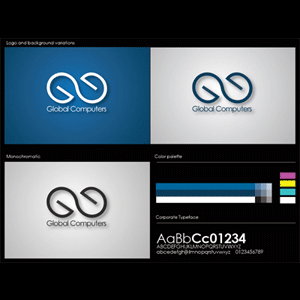 Logo and background variations
Global Computers
Global Computers
Monochromatic
Color palette
Global Computers
Corporate Typeface
AaBbCc01234
ABCDEFGHIJKLMNOPQRSTUVWXYZ
abcdefghijklmnopqrstuvwxyz 0123456789